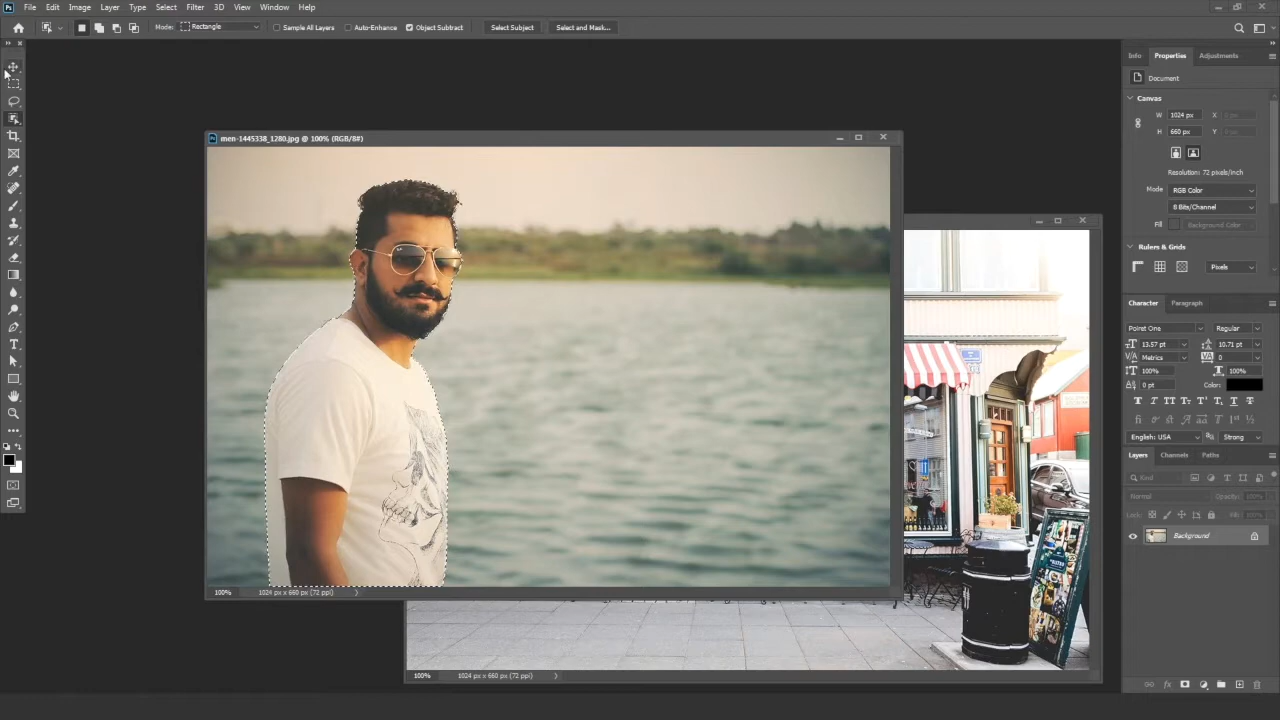 Ps File Edit Image Layer Type Select Filter 3D View Window Help
Mode: Rectangle Sample All Layers Auto-Enhance Object Subtract Select Subject Select and Mask...
Info Properties Adjustments
Document
Canvas
W 1024 px X
H 660 px Y
Resolution: 72 pixels/inch
Mode RGB Color
8 Bits/Channel
Fill Background Color
Rulers & Grids
Pixels
Character Paragraph
Point One Regular
13.57 pt 10.71 pt
Metrics 0
100% 100%
0 pt Color:
English: USA Strong
Layers Channels Paths
Kind
Normal Opacity: 100%
Lock: Fill: 100%
Background
men-1445338_1280.jpg @ 100% (RGB/8#)
100% 1024 px x 660 px (72 ppi)
100% 1024 px x 660 px (72 ppi)